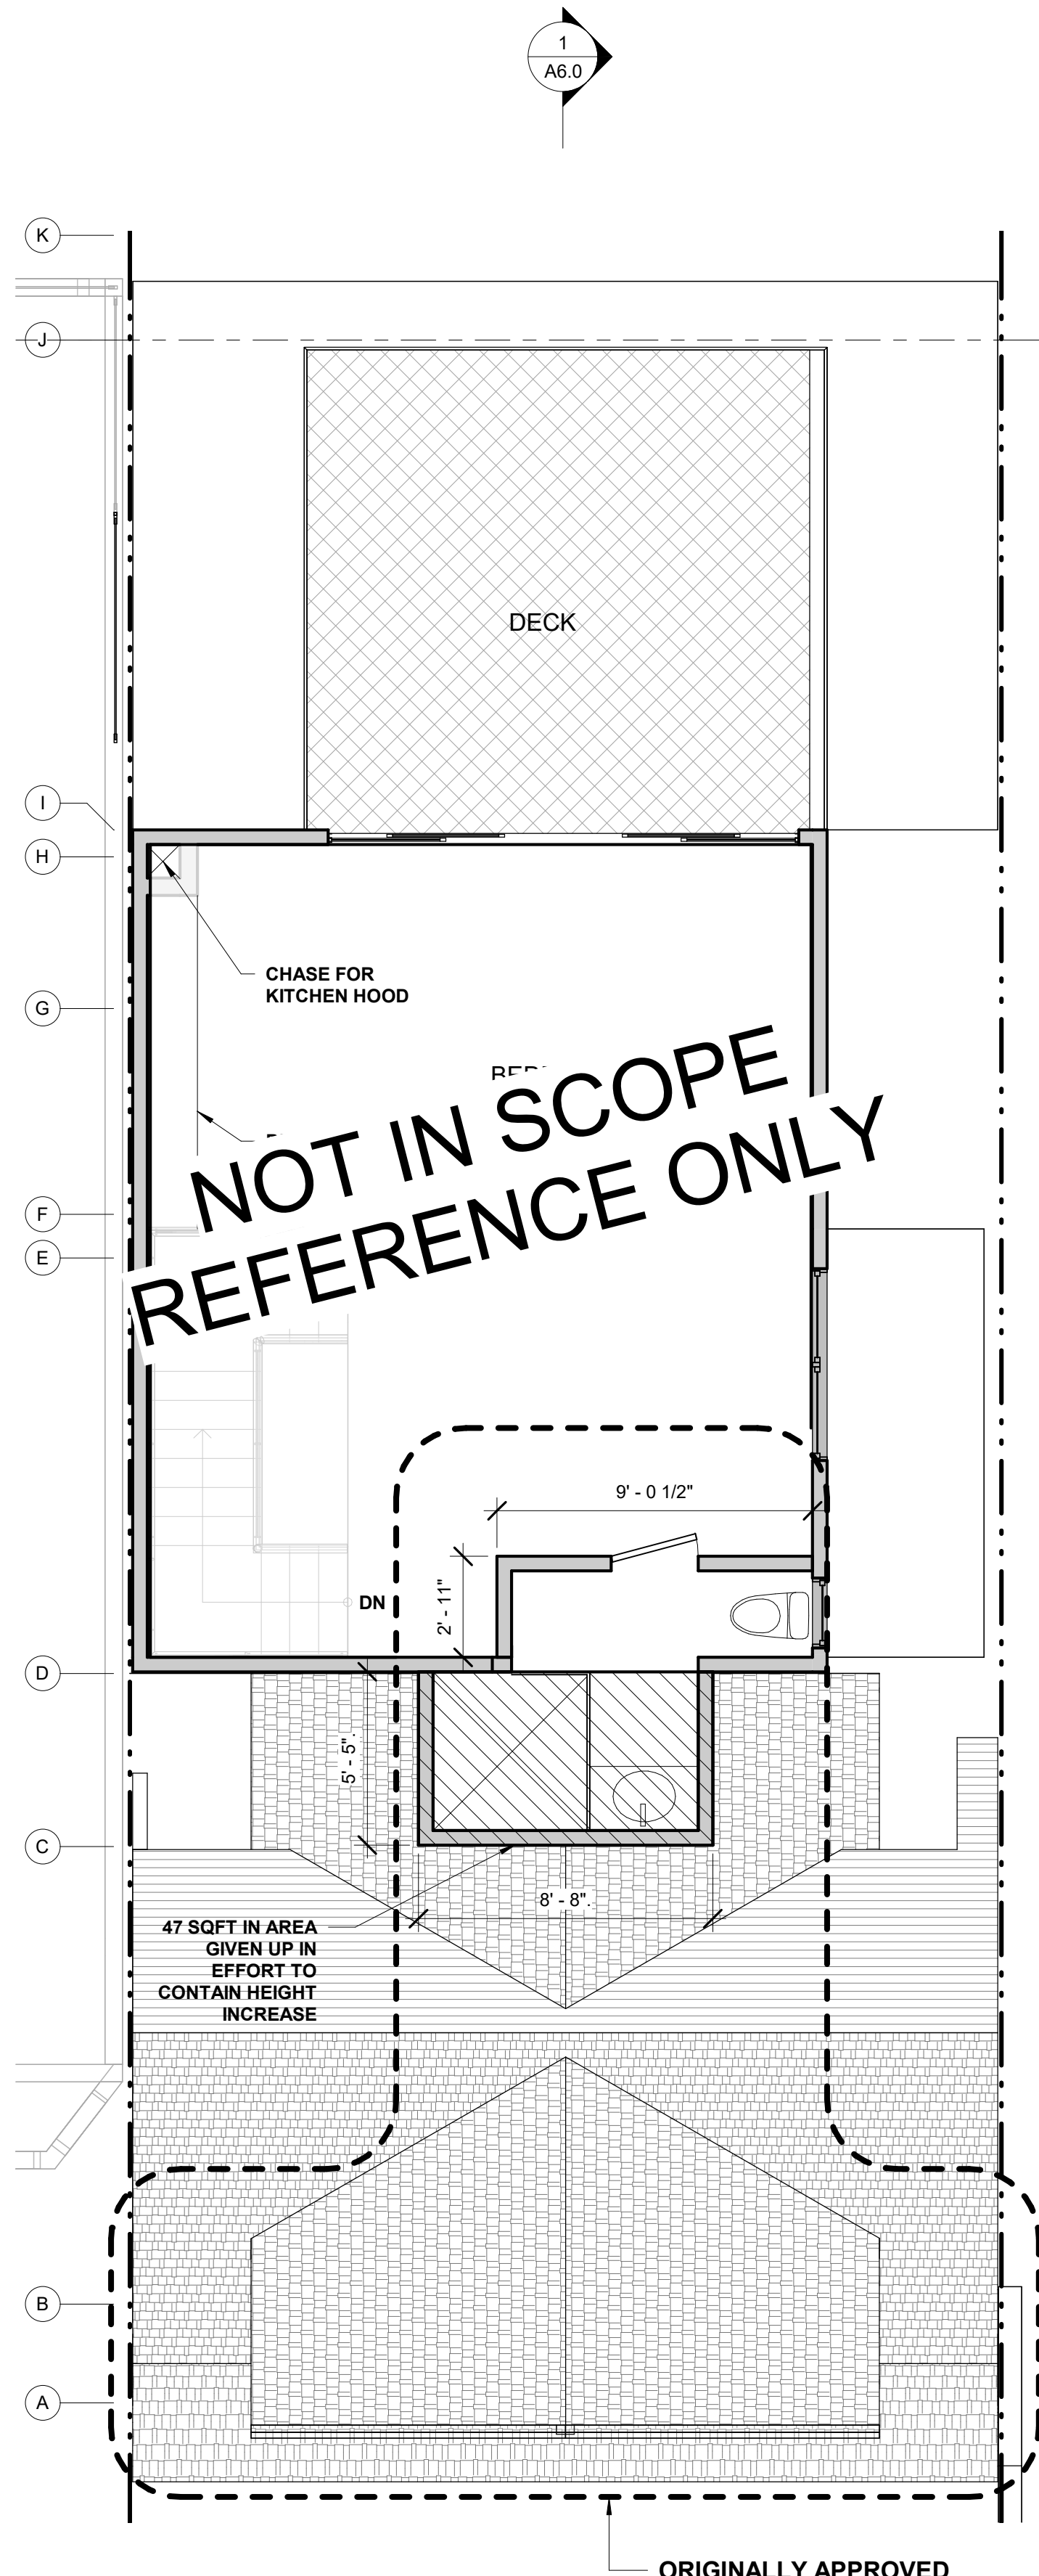 1
A6.0
K
J
DECK
I
H
CHASE FOR
KITCHEN HOOD
G
NOT IN SCOPE
REFERENCE ONLY
F
E
9' - 0 1/2"
2' - 11"
DN
D
5' - 5".
C
8' - 8".
47 SQFT IN AREA
GIVEN UP IN
EFFORT TO
CONTAIN HEIGHT
INCREASE
B
A
ORIGINALLY APPROVED